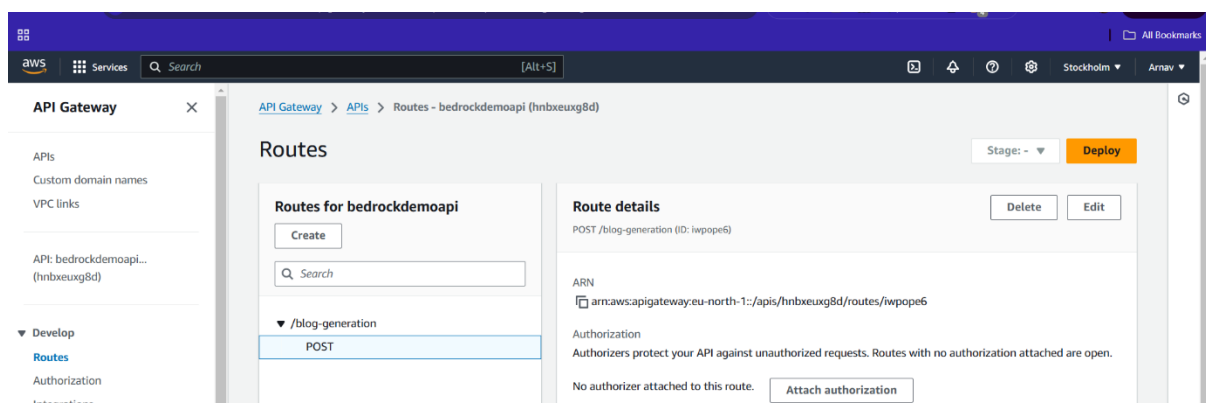 All Bookmarks
aws Services Search [Alt+S] Stockholm Arnav
API Gateway
APIs
Custom domain names
VPC links
API: bedrockdemoapi...
(hnbxeuxg8d)
Develop
Routes
Authorization
Integrations
API Gateway > APIs > Routes - bedrockdemoapi (hnbxeuxg8d)
Routes
Stage: - Deploy
Routes for bedrockdemoapi
Create
Search
/blog-generation
POST
Route details
Delete Edit
POST /blog-generation (ID: iwpope6)
ARN
arn:aws:apigateway:eu-north-1::/apis/hnbxeuxg8d/routes/iwpope6
Authorization
Authorizers protect your API against unauthorized requests. Routes with no authorization attached are open.
No authorizer attached to this route. Attach authorization